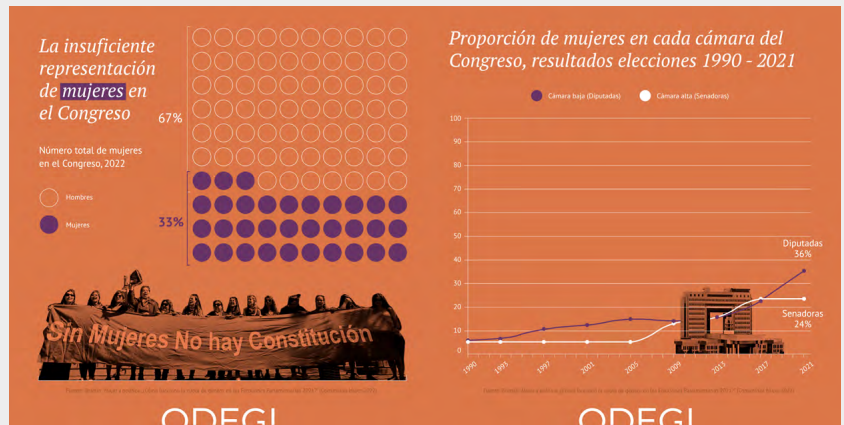 La insuficiente
representación
de mujeres en
el Congreso
67%
Número total de mujeres
en el Congreso, 2022
Hombres
Mujeres
33%
Sin Mujeres No hay Constitución
ODEGI
Proporción de mujeres en cada cámara del
Congreso, resultados elecciones 1990 - 2021
Cámara baja (Diputadas)
Cámara alta (Senadoras)
100
90
80
70
60
50
40
30
20
10
0
Diputadas
36%
Senadoras
24%
1990
1993
1997
2001
2005
2009
2013
2017
2021
ODEGI